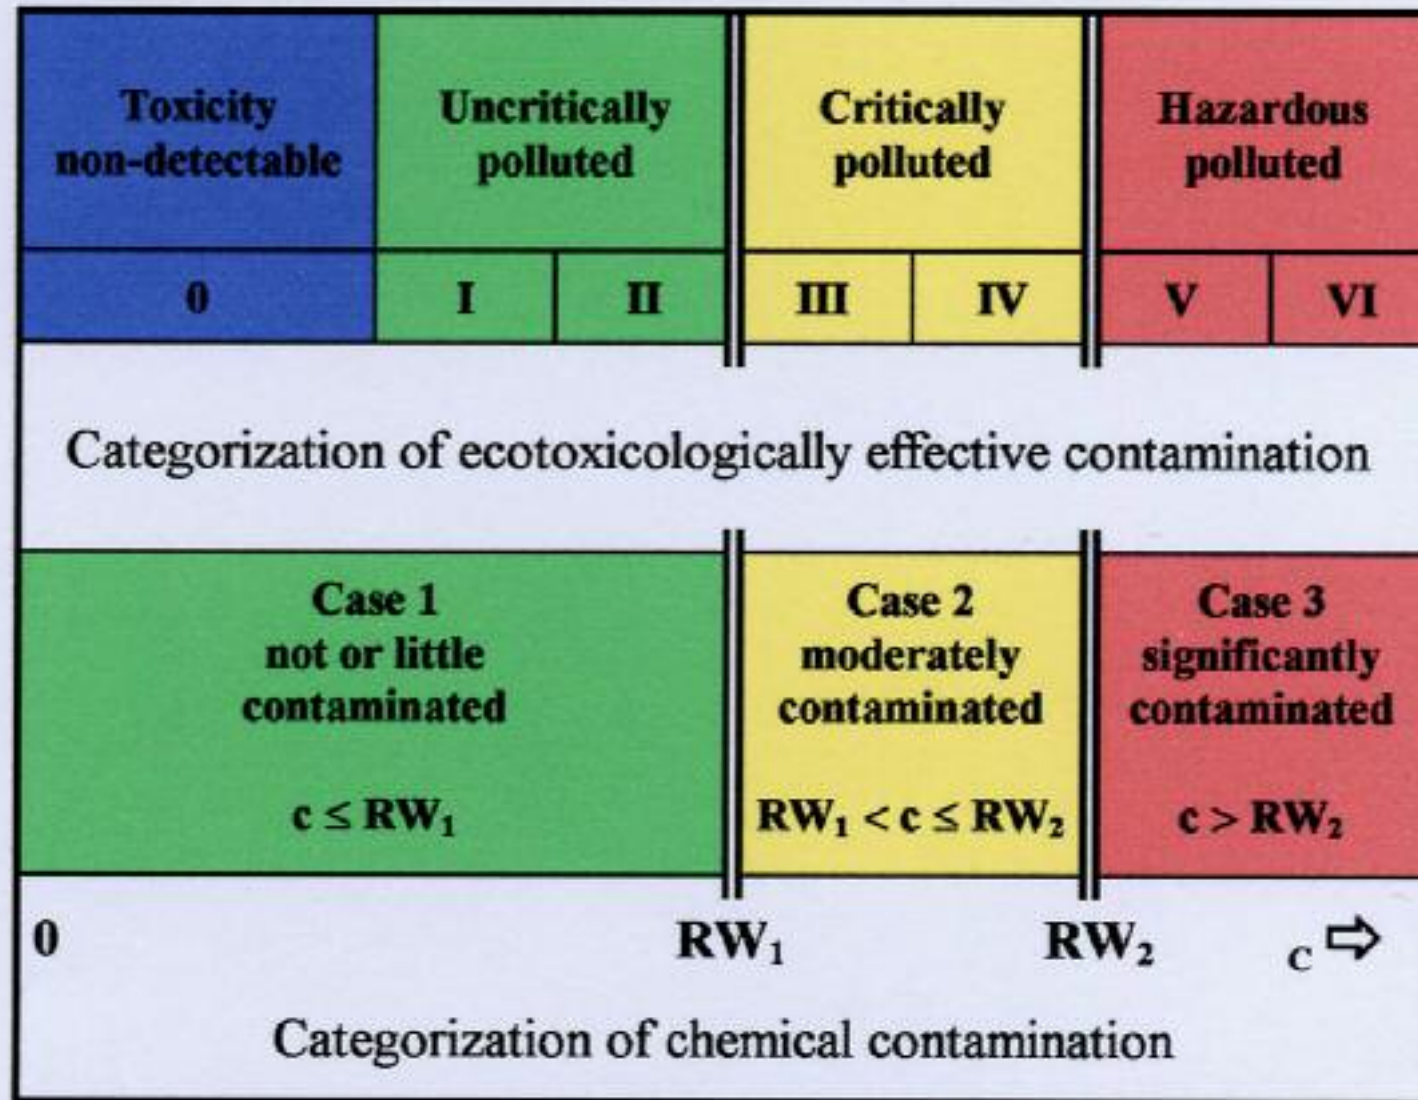 Toxicity
non-detectable
Uncritically
polluted
Critically
polluted
Hazardous
polluted
0
I
II
III
IV
V
VI
Categorization of ecotoxicologically effective contamination
Case 1
not or little
contaminated
c ≤ RW₁
Case 2
moderately
contaminated
RW₁ < c ≤ RW₂
Case 3
significantly
contaminated
c > RW₂
0
RW₁
RW₂
c ⇨
Categorization of chemical contamination